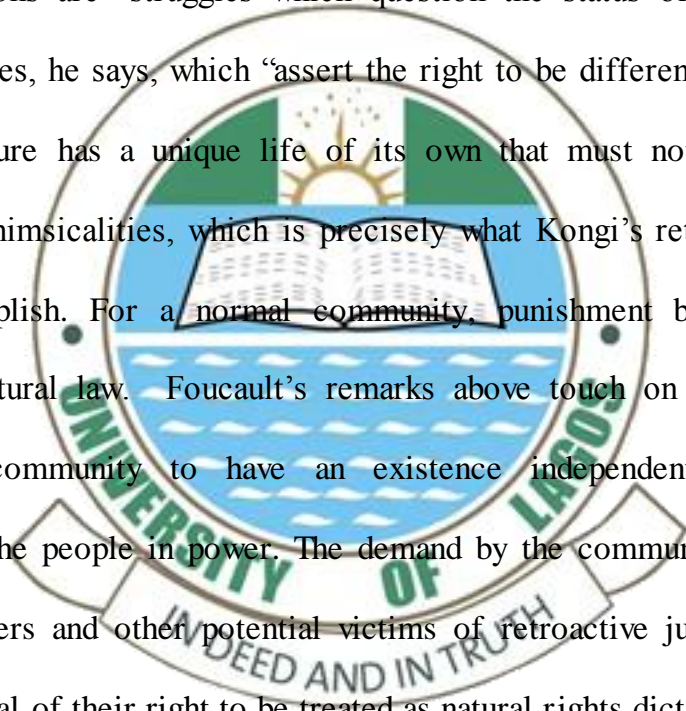 ons are “struggles which question the status o
es, he says, which “assert the right to be differen
ure has a unique life of its own that must no
himsicalities, which is precisely what Kongi’s re
plish. For a normal community, punishment b
tural law. Foucault’s remarks above touch on
community to have an existence independent
he people in power. The demand by the commun
ers and other potential victims of retroactive ju
al of their right to be treated as natural rights dict
UNIVERSITY OF LAGOS
IN DEED AND IN TRUTH